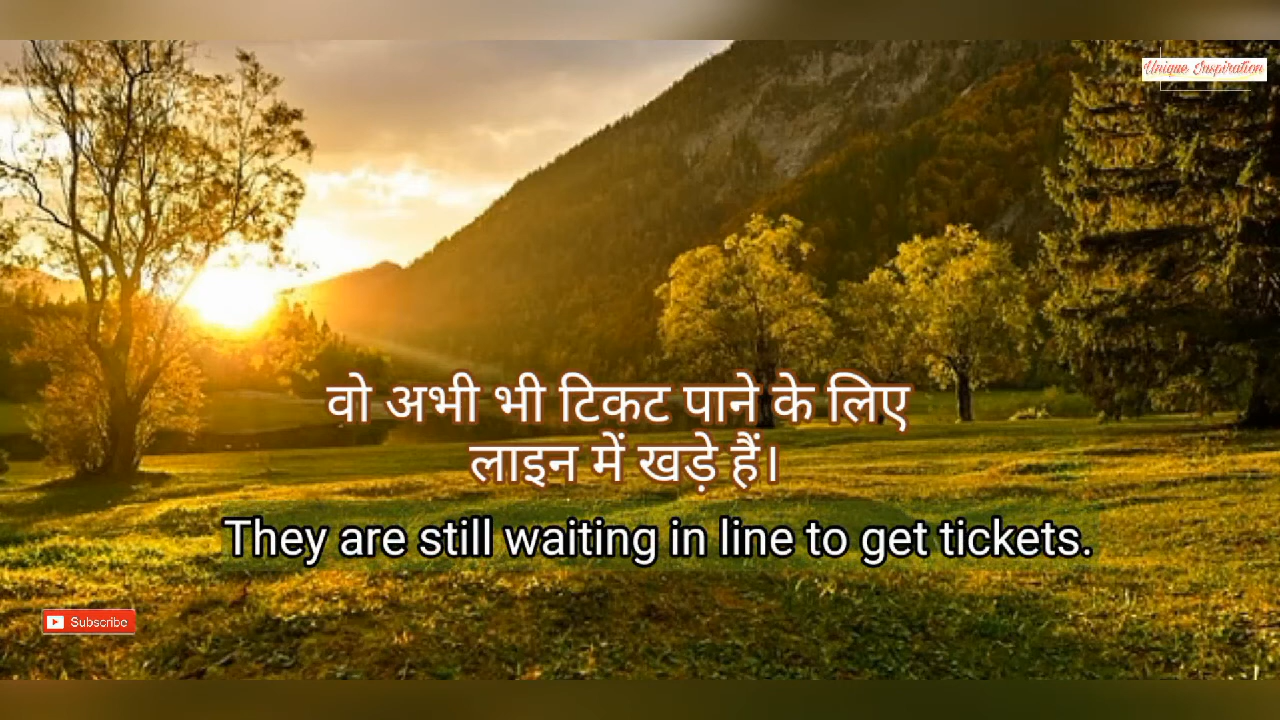 Unique Inspiration
वो अभी भी टिकट पाने के लिए
लाइन में खड़े हैं।
They are still waiting in line to get tickets.
Subscribe